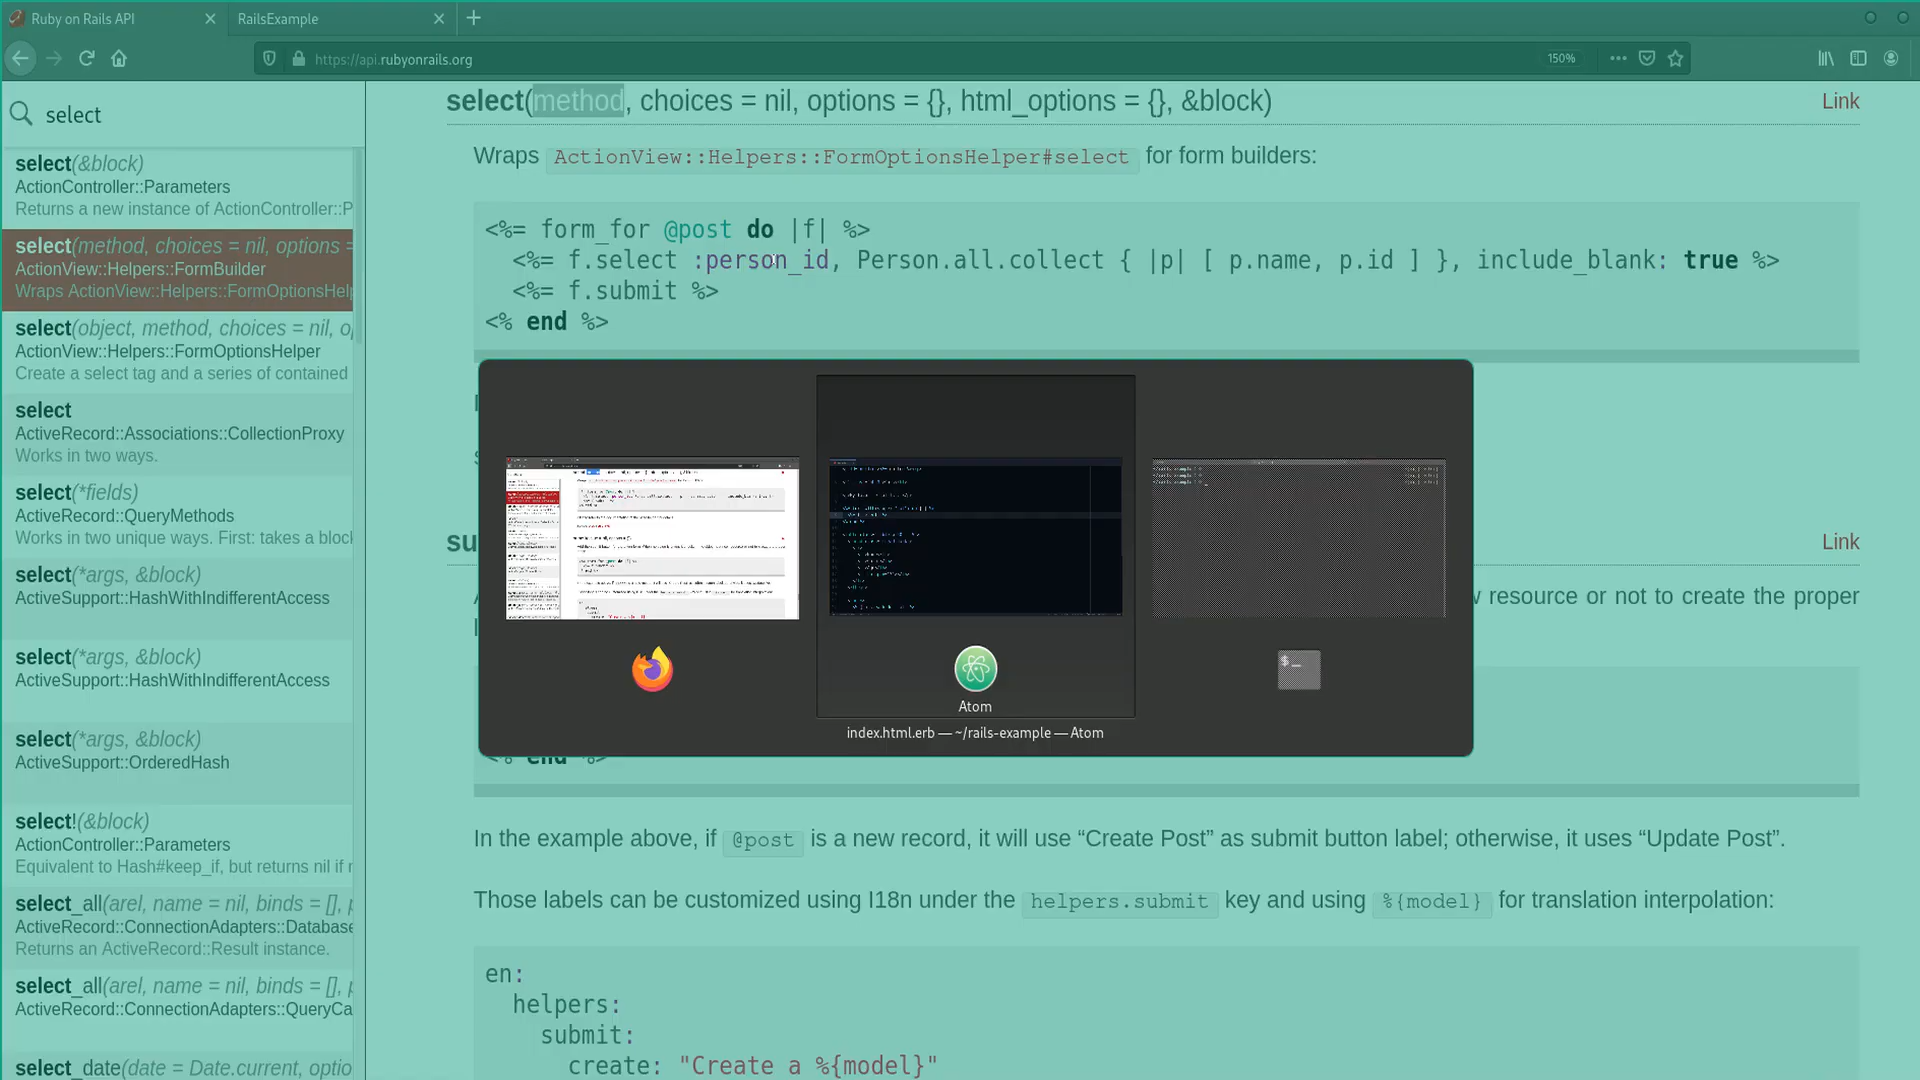 Ruby on Rails API
RailsExample
https://api.rubyonrails.org
150%
select
select(&block)
ActionController::Parameters
Returns a new instance of ActionController::P
select(method, choices = nil, options =
ActionView::Helpers::FormBuilder
Wraps ActionView::Helpers::FormOptionsHelp
select(object, method, choices = nil, op
ActionView::Helpers::FormOptionsHelper
Create a select tag and a series of contained
select
ActiveRecord::Associations::CollectionProxy
Works in two ways.
select(*fields)
ActiveRecord::QueryMethods
Works in two unique ways. First: takes a block
select(*args, &block)
ActiveSupport::HashWithIndifferentAccess
select(*args, &block)
ActiveSupport::HashWithIndifferentAccess
select(*args, &block)
ActiveSupport::OrderedHash
select!(&block)
ActionController::Parameters
Equivalent to Hash#keep_if, but returns nil if n
select_all(arel, name = nil, binds = [], p
ActiveRecord::ConnectionAdapters::Database
Returns an ActiveRecord::Result instance.
select_all(arel, name = nil, binds = [], p
ActiveRecord::ConnectionAdapters::QueryCa
select_date(date = Date.current, optio
select(method, choices = nil, options = {}, html_options = {}, &block)
Link
Wraps ActionView::Helpers::FormOptionsHelper#select for form builders:
<%= form_for @post do |f| %>
<%= f.select :person_id, Person.all.collect { |p| [ p.name, p.id ] }, include_blank: true %>
<%= f.submit %>
<% end %>
su
Link
resource or not to create the proper
Atom
index.html.erb — ~/rails-example — Atom
<% end %>
In the example above, if @post is a new record, it will use “Create Post” as submit button label; otherwise, it uses “Update Post”.
Those labels can be customized using I18n under the helpers.submit key and using %{model} for translation interpolation:
en:
helpers:
submit:
create: "Create a %{model}"